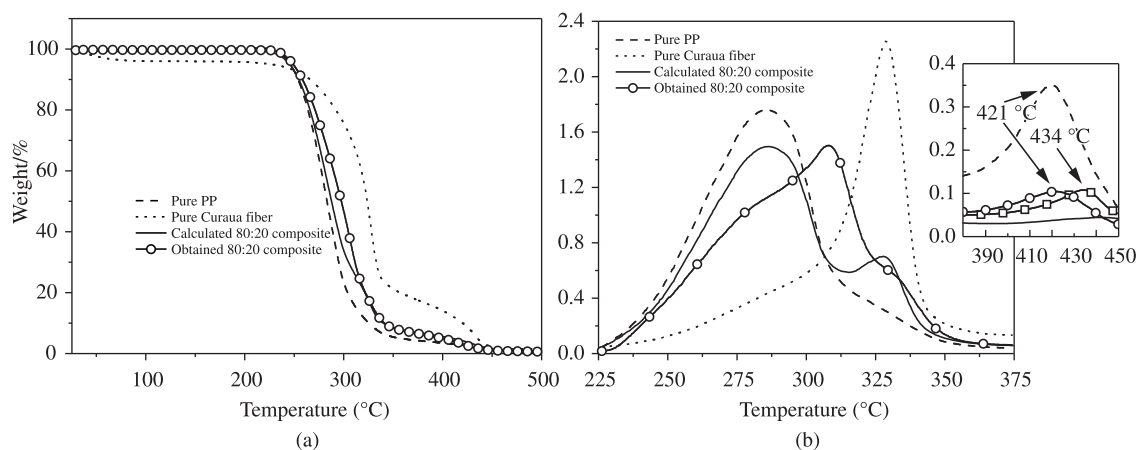 100
80
60
40
20
0
Weight/%
Pure PP
Pure Curaua fiber
Calculated 80:20 composite
Obtained 80:20 composite
100
200
300
400
500
Temperature (°C)
(a)
2.4
2.0
1.6
1.2
0.8
0.4
0.0
Pure PP
Pure Curaua fiber
Calculated 80:20 composite
Obtained 80:20 composite
225
250
275
300
325
350
375
Temperature (°C)
(b)
0.4
0.3
0.2
0.1
0.0
421 °C
434 °C
390
410
430
450